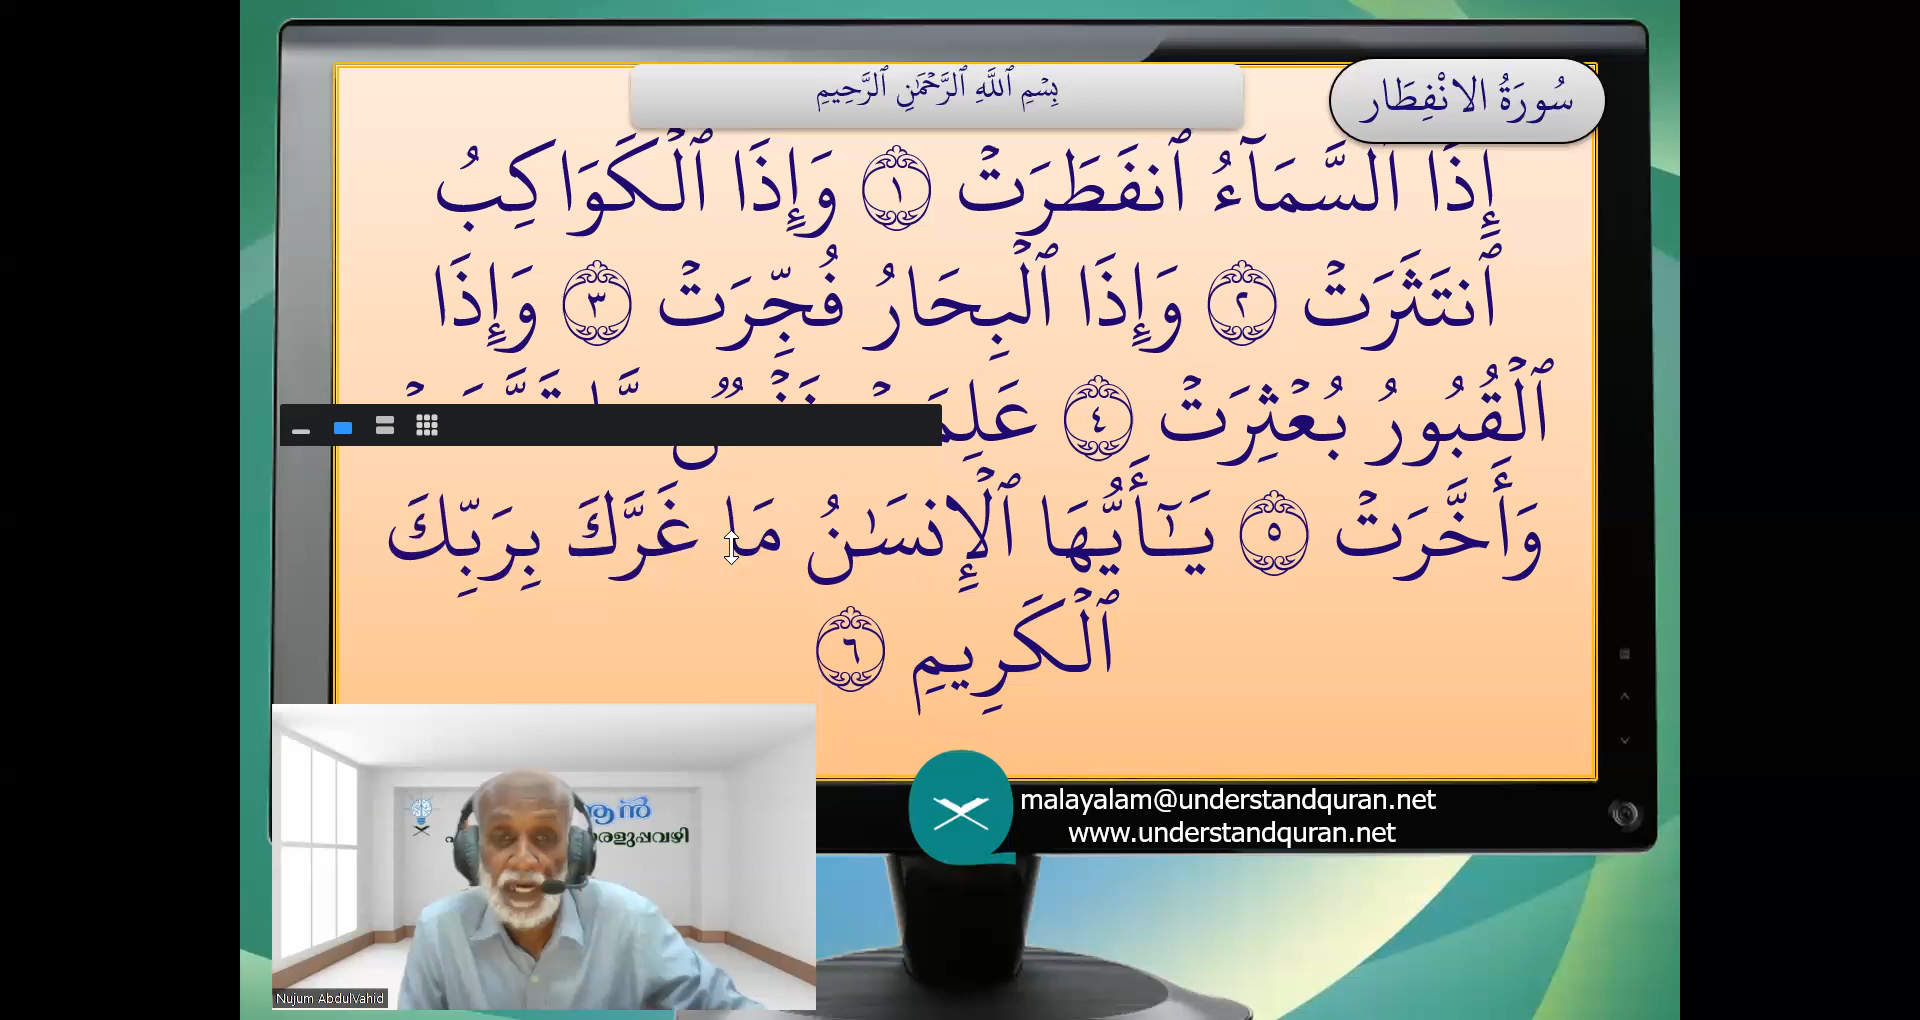 بِسْمِ ٱللَّهِ ٱلرَّحْمَٰنِ ٱلرَّحِيمِ
سُورَةُ الانْفِطَار
إِذَا ٱلسَّمَآءُ ٱنفَطَرَتْ ١ وَإِذَا ٱلْكَوَاكِبُ
ٱنتَثَرَتْ ٢ وَإِذَا ٱلْبِحَارُ فُجِّرَتْ ٣ وَإِذَا
ٱلْقُبُورُ بُعْثِرَتْ ٤
وَأَخَّرَتْ ٥ يَـٰٓأَيُّهَا ٱلْإِنسَـٰنُ مَا غَرَّكَ بِرَبِّكَ
ٱلْكَرِيمِ ٦
malayalam@understandquran.net
www.understandquran.net
Nujum AbdulVahid